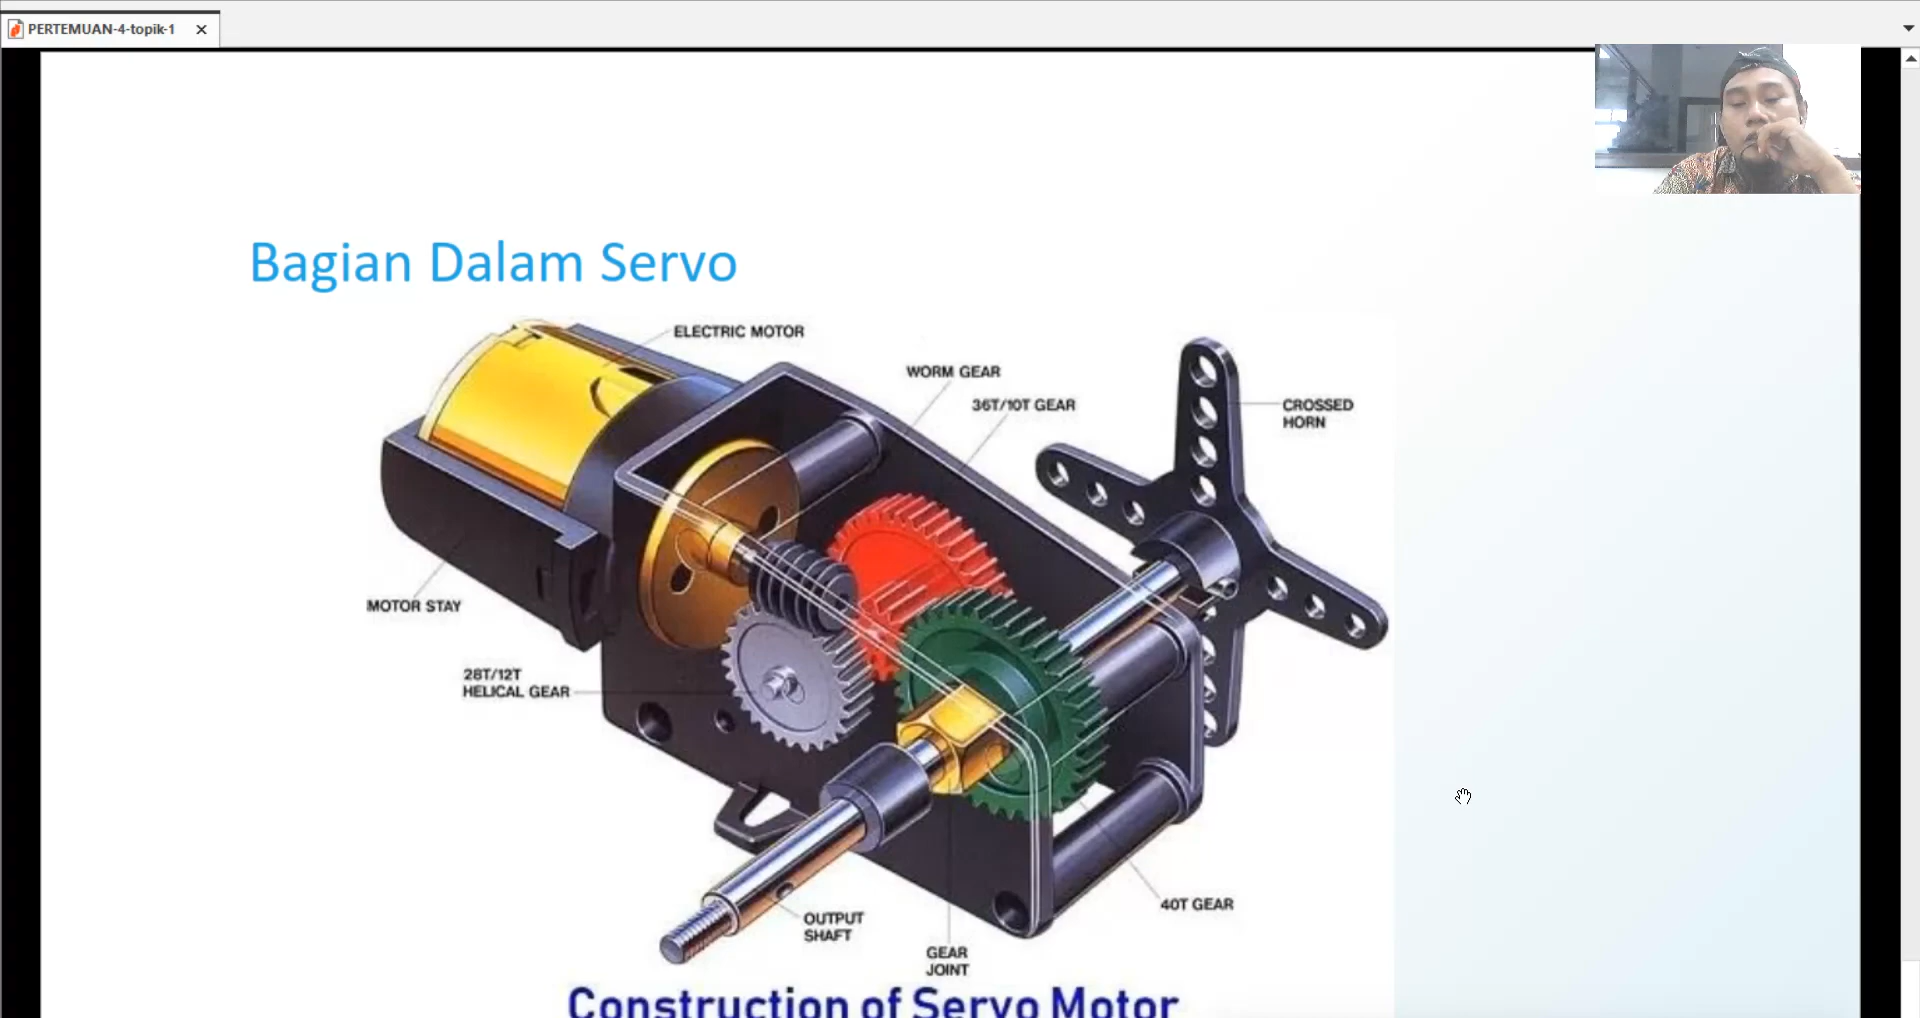 PERTEMUAN-4-topik-1
Bagian Dalam Servo
ELECTRIC MOTOR
WORM GEAR
36T/10T GEAR
CROSSED
HORN
MOTOR STAY
28T/12T
HELICAL GEAR
40T GEAR
OUTPUT
SHAFT
GEAR
JOINT
Construction of Servo Motor